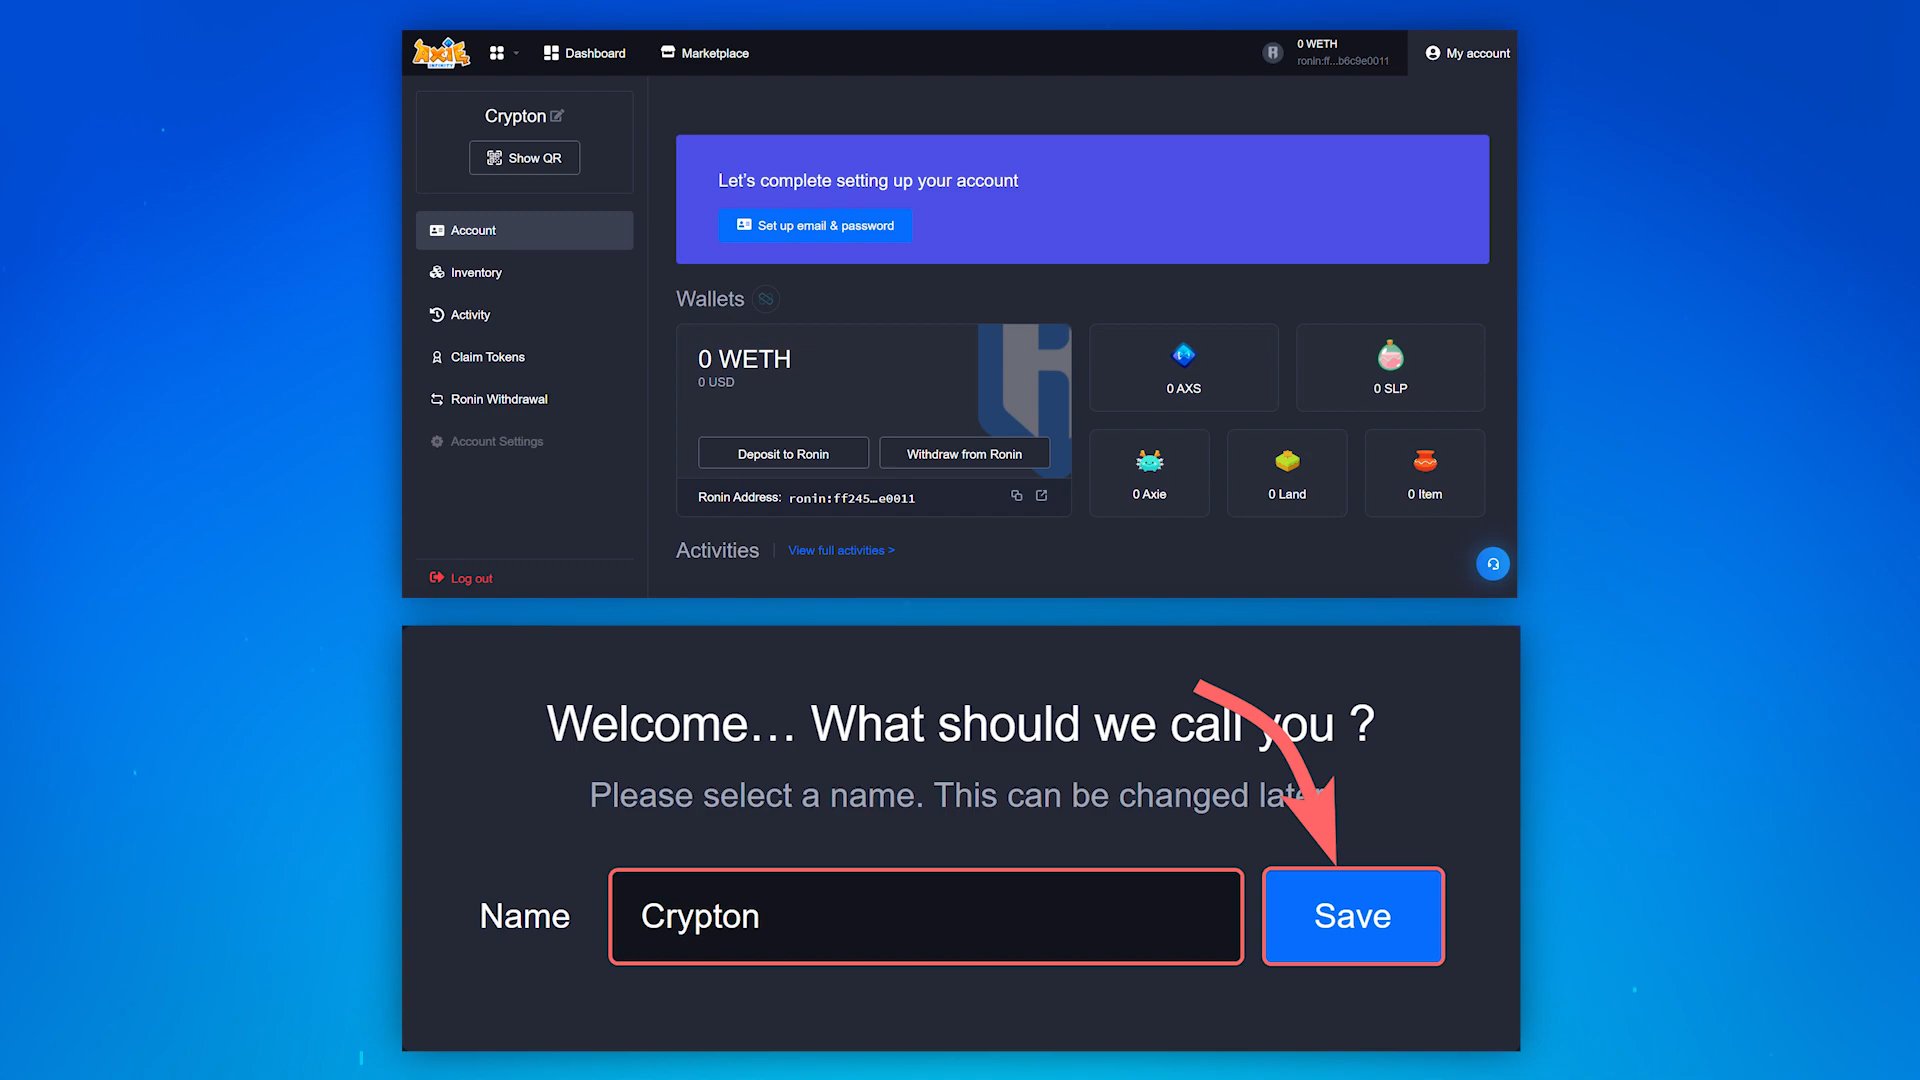 AXIE
INFINITY
Dashboard
Marketplace
0 WETH
ronin:ff...b6c9e0011
My account
Crypton
Show QR
Account
Inventory
Activity
Claim Tokens
Ronin Withdrawal
Account Settings
Log out
Let's complete setting up your account
Set up email & password
Wallets
0 WETH
0 USD
Deposit to Ronin
Withdraw from Ronin
Ronin Address: ronin:ff245…e0011
0 AXS
0 SLP
0 Axie
0 Land
0 Item
Activities
View full activities >
Welcome… What should we call you ?
Please select a name. This can be changed later
Name
Crypton
Save